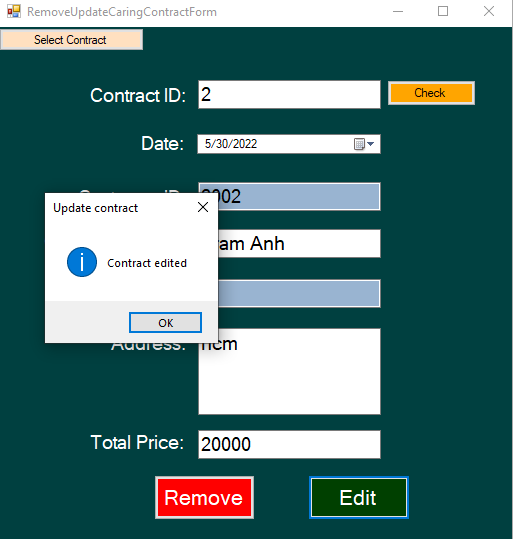 RemoveUpdateCaringContractForm
Select Contract
Contract ID: 2
Check
Date: 5/30/2022
Update contract
Contract edited
OK
Anh
Address: hcm
Total Price: 20000
Remove
Edit